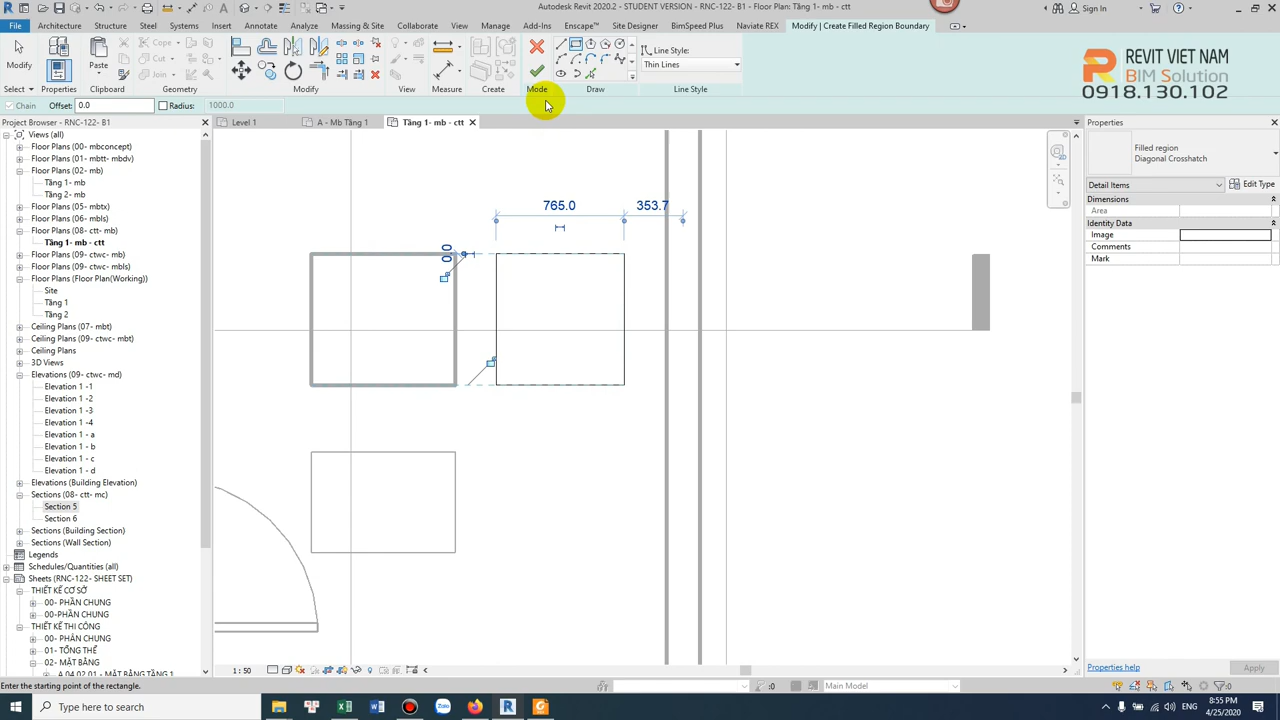 Autodesk Revit 2020.2 - STUDENT VERSION - RNC-122- B1 - Floor Plan: Tầng 1- mb - ctt
Sign In
File Architecture Structure Steel Systems Insert Annotate Analyze Massing & Site Collaborate View Manage Add-Ins Enscape™ Site Designer BimSpeed Plus Naviate REX Modify | Create Filled Region Boundary
Modify Paste Cope Cut Join Line Style: Thin Lines
Select Properties Clipboard Geometry Modify View Measure Create Mode Draw Line Style
REVIT VIET NAM
BIM Solution
0918.130.102
Chain Offset: 0.0 Radius: 1000.0
Project Browser - RNC-122- B1
Level 1
A - Mb Tầng 1
Tầng 1- mb - ctt
Properties
Views (all)
Floor Plans (00- mbconcept)
Floor Plans (01- mbtt- mbdv)
Floor Plans (02- mb)
Tầng 1- mb
Tầng 2- mb
Floor Plans (05- mbtx)
Floor Plans (06- mbls)
Floor Plans (08- ctt- mb)
Tầng 1- mb - ctt
Floor Plans (09- ctwc- mb)
Floor Plans (09- ctwc- mbls)
Floor Plans (Floor Plan(Working)
Site
Tầng 1
Tầng 2
Ceiling Plans (07- mbt)
Ceiling Plans (09- ctwc- mbt)
Ceiling Plans
3D Views
Elevations (09- ctwc- md)
Elevation 1 -1
Elevation 1 -2
Elevation 1 -3
Elevation 1 -4
Elevation 1 - a
Elevation 1 - b
Elevation 1 - c
Elevation 1 - d
Elevations (Building Elevation)
Sections (08- ctt- mc)
Section 5
Section 6
Sections (Building Section)
Sections (Wall Section)
Legends
Schedules/Quantities (all)
Sheets (RNC-122- SHEET SET)
THIẾT KẾ CƠ SỞ
00- PHẦN CHUNG
00-PHẦN CHUNG
THIẾT KẾ THI CÔNG
00- PHẦN CHUNG
01- TỔNG THỂ
02- MẶT BẰNG
A.04.02.01 - MẶT BẰNG TẦNG 1
765.0
353.7
0.0
Filled region
Diagonal Crosshatch
Detail Items
Edit Type
Dimensions
Area
Identity Data
Image
Comments
Mark
Properties help
Apply
1 : 50
Enter the starting point of the rectangle.
:0
Main Model
:0
Type here to search
ENG
8:55 PM
4/25/2020